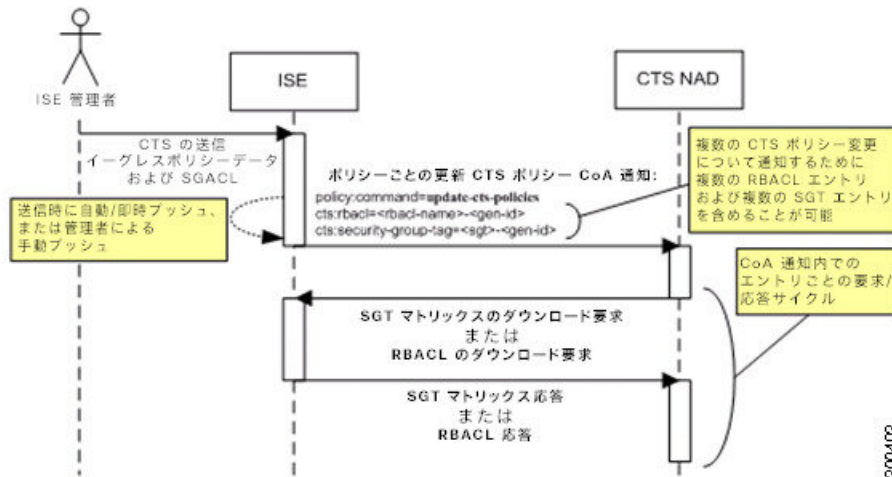 ISE
CTS NAD
ISE 管理者
CTS の送信
イーグレスポリシーデータ
および SGACL
ポリシーごとの更新 CTS ポリシー CoA 通知:
policy:command=update-cts-policies
cts:rbacl=<rbacl-name>-<gen-id>
cts:security-group-tag=<sgt>-<gen-id>
複数の CTS ポリシー変更
について通知するために
複数の RBACL エントリ
および複数の SGT エントリ
を含めることが可能
送信時に自動/即時プッシュ、
または管理者による
手動プッシュ
CoA 通知内での
エントリごとの要求/
応答サイクル
SGT マトリックスのダウンロード要求
または
RBACL のダウンロード要求
SGT マトリックス応答
または
RBACL 応答